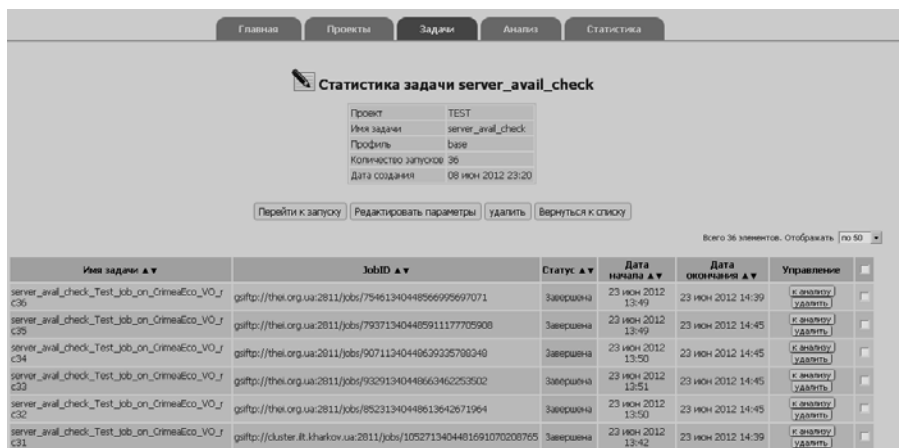 Главная Проекты Задачи Анализ Статистика
Статистика задачи server_avail_check
Проект TEST
Имя задачи server_avail_check
Профиль base
Количество запусков 36
Дата создания 08 июн 2012 23:20
Перейти к запуску Редактировать параметры удалить Вернуться к списку
Всего 36 элементов. Отображать по 50
Имя задачи ▲▼ JobID ▲▼ Статус ▲▼ Дата начала ▲▼ Дата окончания ▲▼ Управление
server_avail_check_Test_job_on_CrimeaEco_VO_r
c36
gsiftp://thei.org.ua:2811/jobs/75461340448566995697071 Завершена 23 июн 2012 13:49 23 июн 2012 14:39 к анализу удалить
server_avail_check_Test_job_on_CrimeaEco_VO_r
c35
gsiftp://thei.org.ua:2811/jobs/793713404485911177705908 Завершена 23 июн 2012 13:49 23 июн 2012 14:45 к анализу удалить
server_avail_check_Test_job_on_CrimeaEco_VO_r
c34
gsiftp://thei.org.ua:2811/jobs/90711340448639335788348 Завершена 23 июн 2012 13:50 23 июн 2012 14:45 к анализу удалить
server_avail_check_Test_job_on_CrimeaEco_VO_r
c33
gsiftp://thei.org.ua:2811/jobs/93291340448663462253502 Завершена 23 июн 2012 13:51 23 июн 2012 14:45 к анализу удалить
server_avail_check_Test_job_on_CrimeaEco_VO_r
c32
gsiftp://thei.org.ua:2811/jobs/85231340448613642671964 Завершена 23 июн 2012 13:50 23 июн 2012 14:45 к анализу удалить
server_avail_check_Test_job_on_CrimeaEco_VO_r
c31
gsiftp://cluster.ilt.kharkov.ua:2811/jobs/1052713404481691070208765 Завершена 23 июн 2012 13:42 23 июн 2012 14:39 к анализу удалить